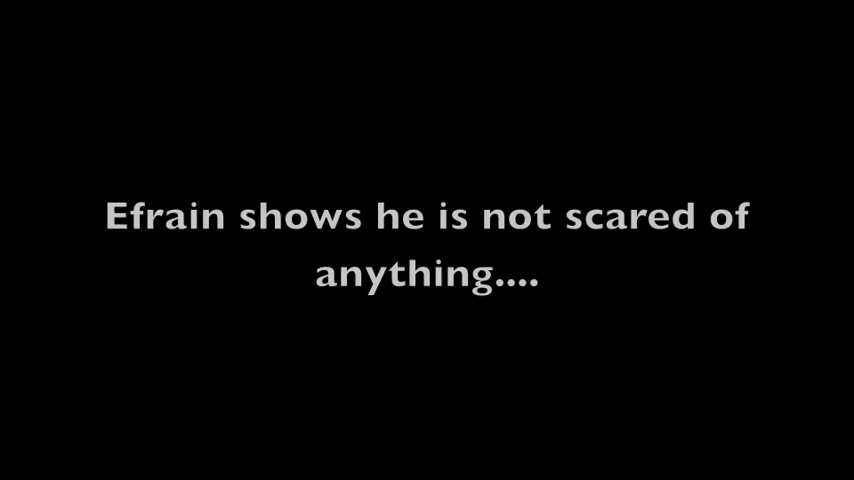 Efrain shows he is not scared of
anything....